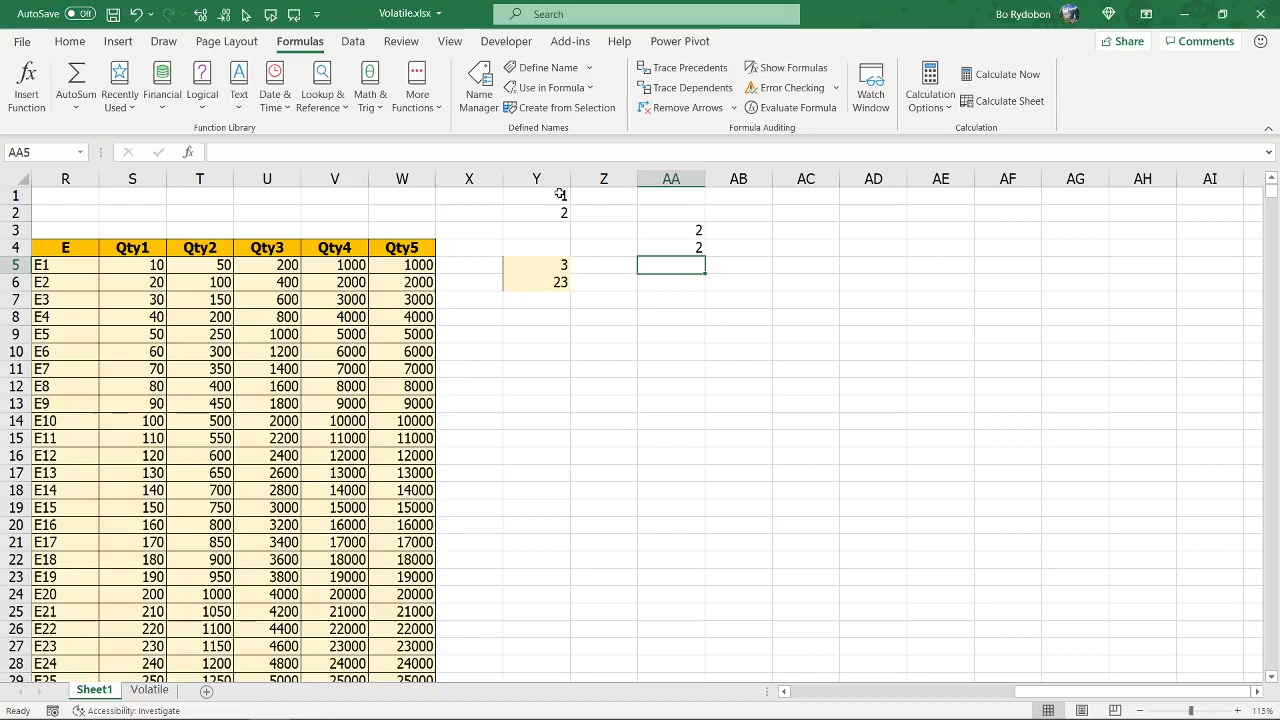 AutoSave Off Volatile.xlsx Search Bo Rydobon
File Home Insert Draw Page Layout Formulas Data Review View Developer Add-ins Help Power Pivot Share Comments
Insert Function AutoSum Recently Used Financial Logical Text Date & Time Lookup & Reference Math & Trig More Functions Name Manager Define Name Use in Formula Create from Selection Trace Precedents Trace Dependents Remove Arrows Show Formulas Error Checking Evaluate Formula Watch Window Calculation Options Calculate Now Calculate Sheet
Function Library Defined Names Formula Auditing Calculation
AA5 fx
R S T U V W X Y Z AA AB AC AD AE AF AG AH AI
1 1
2 2
3 2
4 E Qty1 Qty2 Qty3 Qty4 Qty5 2
5 E1 10 50 200 1000 1000 3
6 E2 20 100 400 2000 2000 23
7 E3 30 150 600 3000 3000
8 E4 40 200 800 4000 4000
9 E5 50 250 1000 5000 5000
10 E6 60 300 1200 6000 6000
11 E7 70 350 1400 7000 7000
12 E8 80 400 1600 8000 8000
13 E9 90 450 1800 9000 9000
14 E10 100 500 2000 10000 10000
15 E11 110 550 2200 11000 11000
16 E12 120 600 2400 12000 12000
17 E13 130 650 2600 13000 13000
18 E14 140 700 2800 14000 14000
19 E15 150 750 3000 15000 15000
20 E16 160 800 3200 16000 16000
21 E17 170 850 3400 17000 17000
22 E18 180 900 3600 18000 18000
23 E19 190 950 3800 19000 19000
24 E20 200 1000 4000 20000 20000
25 E21 210 1050 4200 21000 21000
26 E22 220 1100 4400 22000 22000
27 E23 230 1150 4600 23000 23000
28 E24 240 1200 4800 24000 24000
29 E25 250 1250 5000 25000 25000
Sheet1 Volatile
Ready Accessibility: Investigate 115%